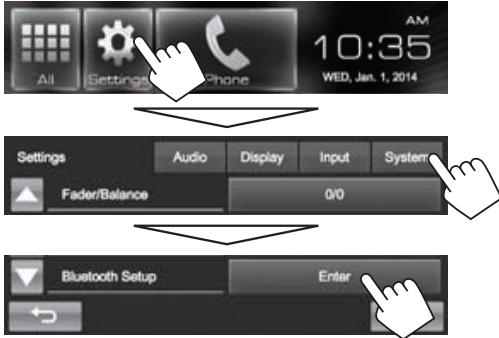 AM
10:35
WED, Jan. 1, 2014
All Settings Phone
Settings Audio Display Input System
Fader/Balance 0/0
Bluetooth Setup Enter